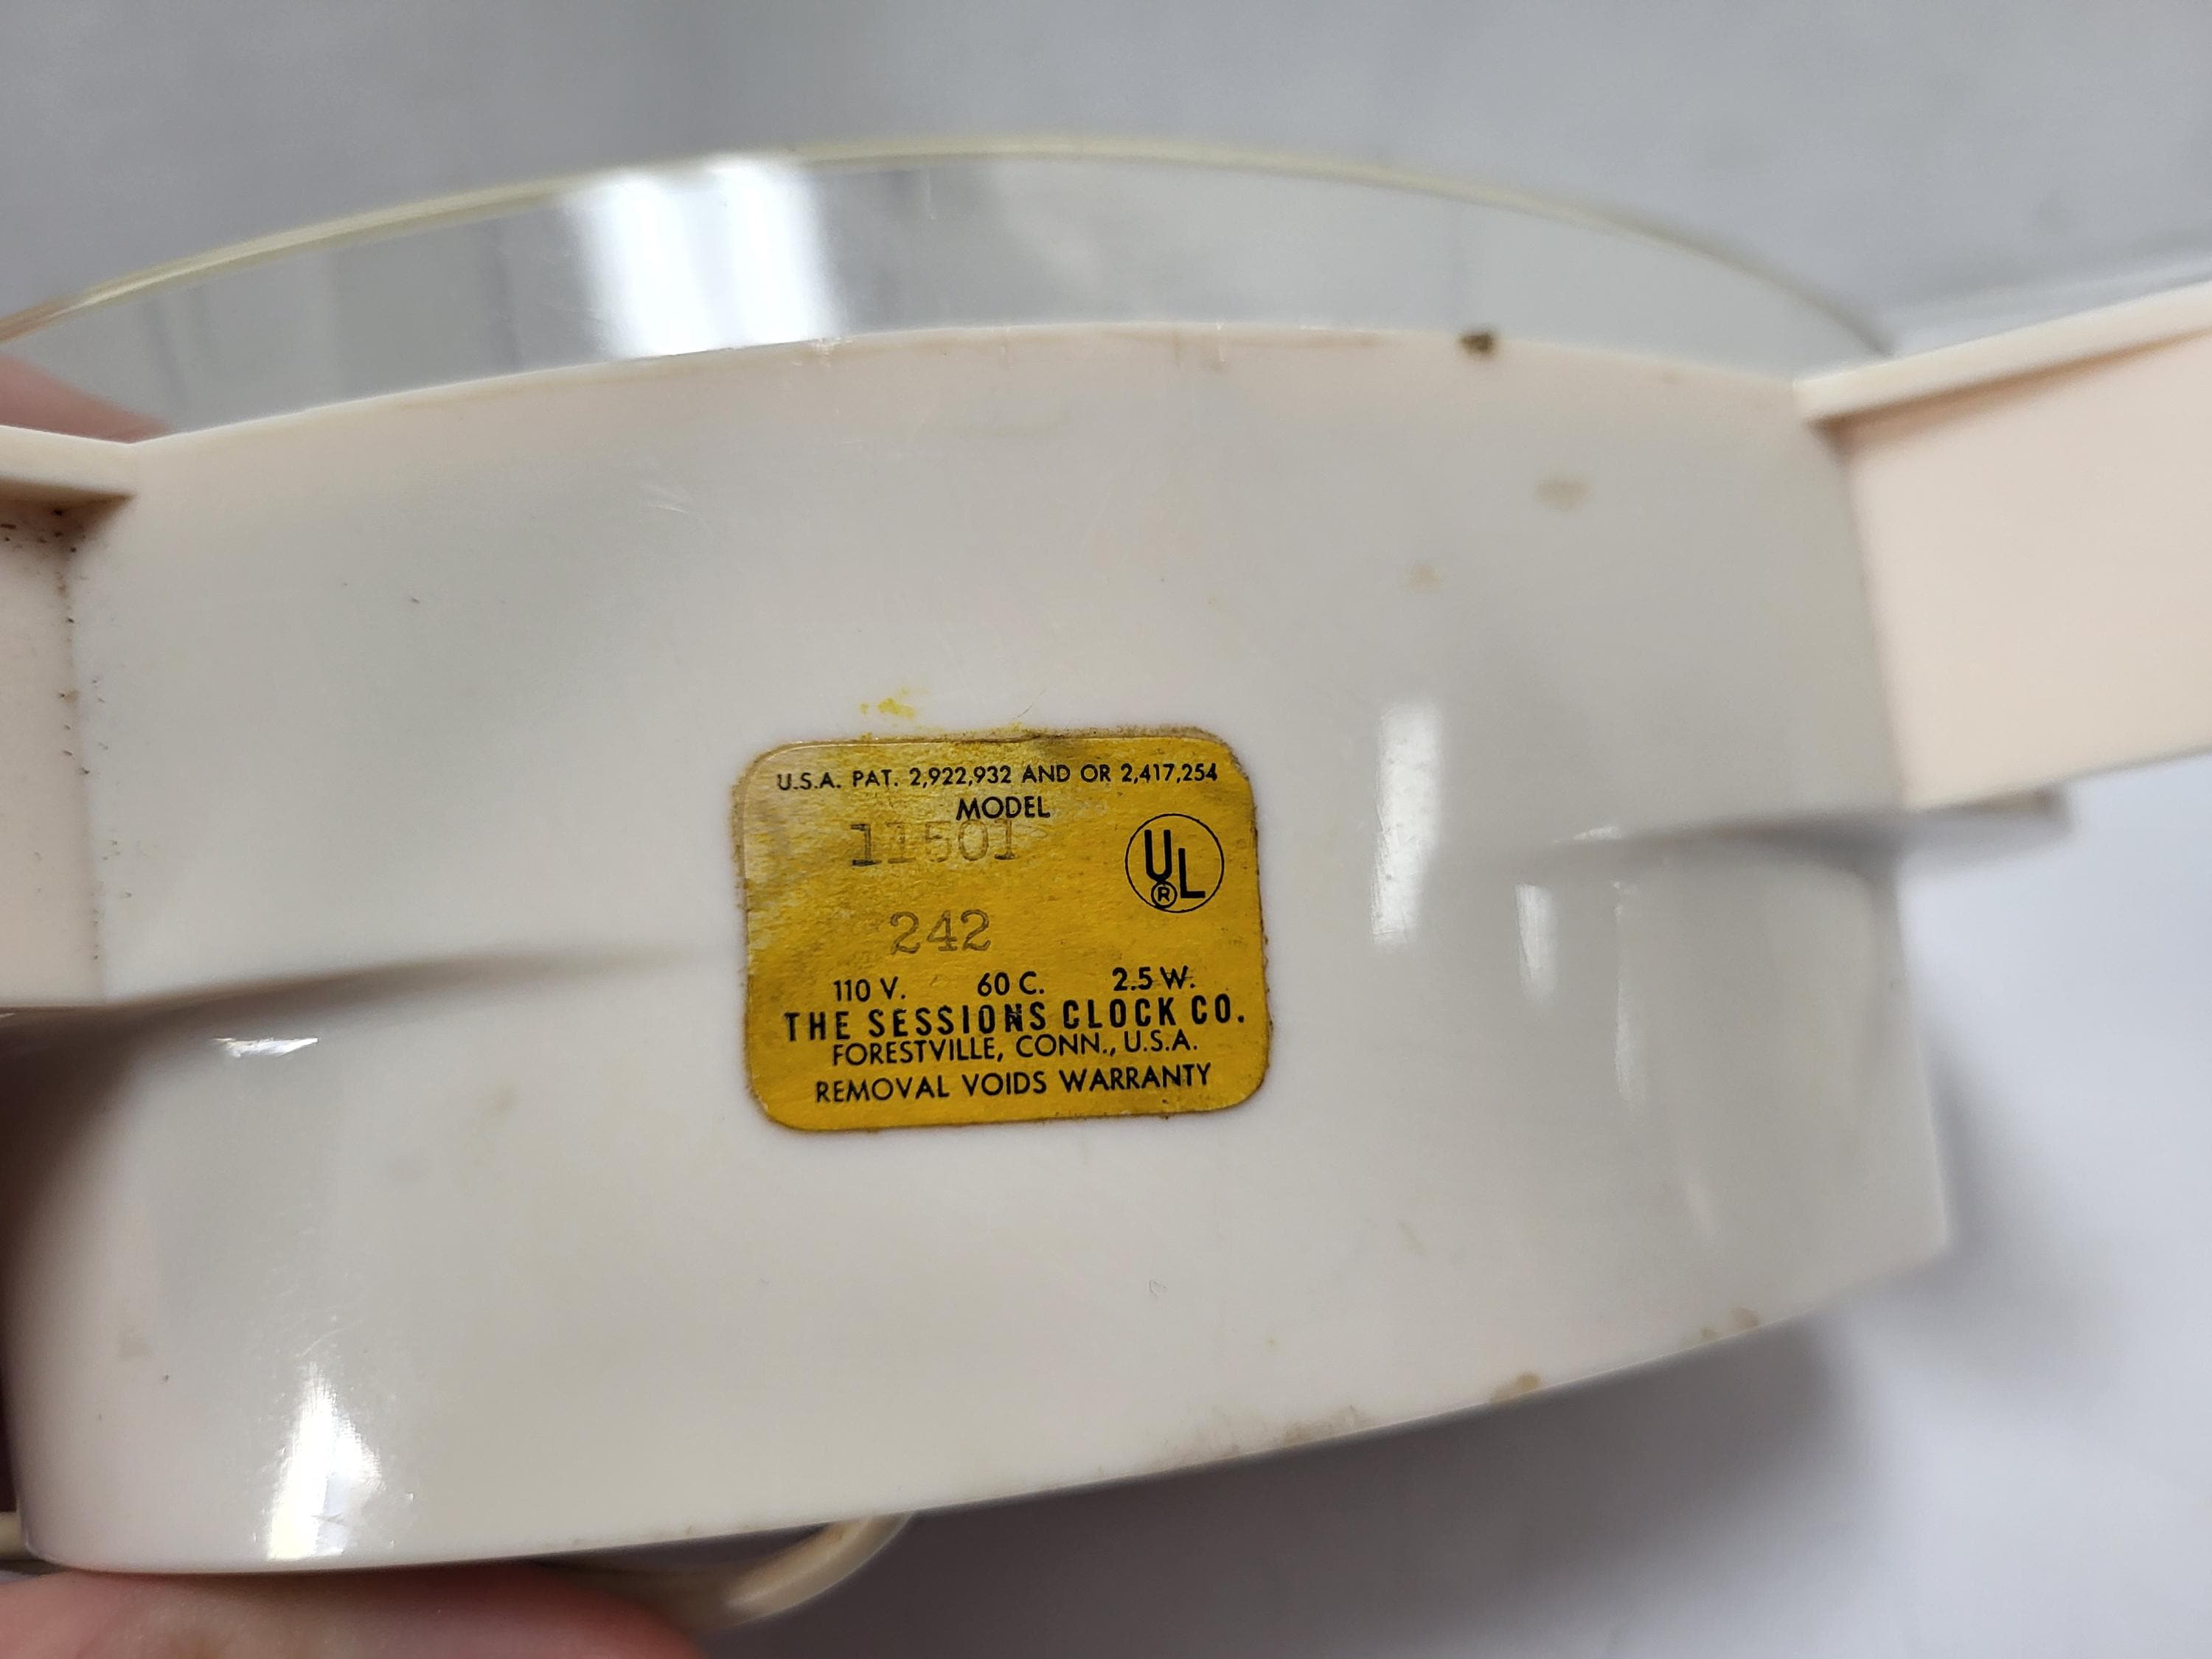 U.S.A. PAT. 2,922,932 AND OR 2,417,254
MODEL
11501
UL
®
242
110 V. 60 C. 2.5 W.
THE SESSIONS CLOCK CO.
FORESTVILLE, CONN., U.S.A.
REMOVAL VOIDS WARRANTY